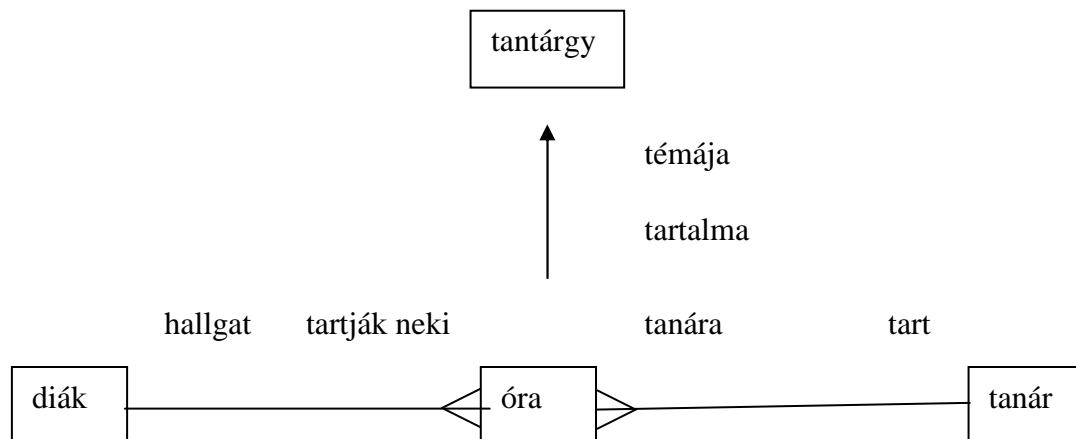 tantárgy
témája
tartalma
hallgat tartják neki tanára tart
diák óra tanár